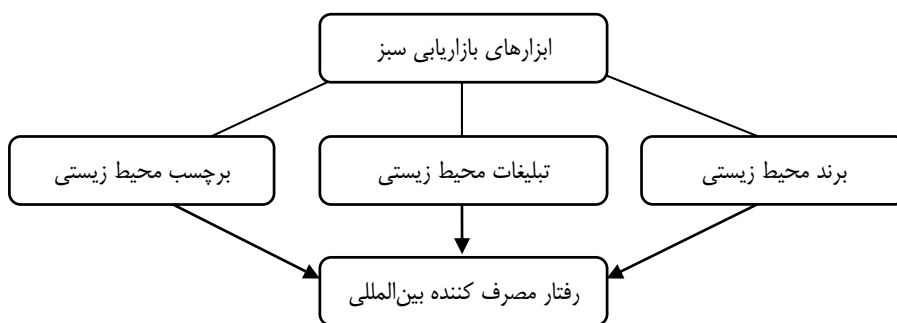 ابزارهای بازاریابی سبز
برند محیط زیستی
تبلیغات محیط زیستی
برچسب محیط زیستی
رفتار مصرف کننده بین‌المللی